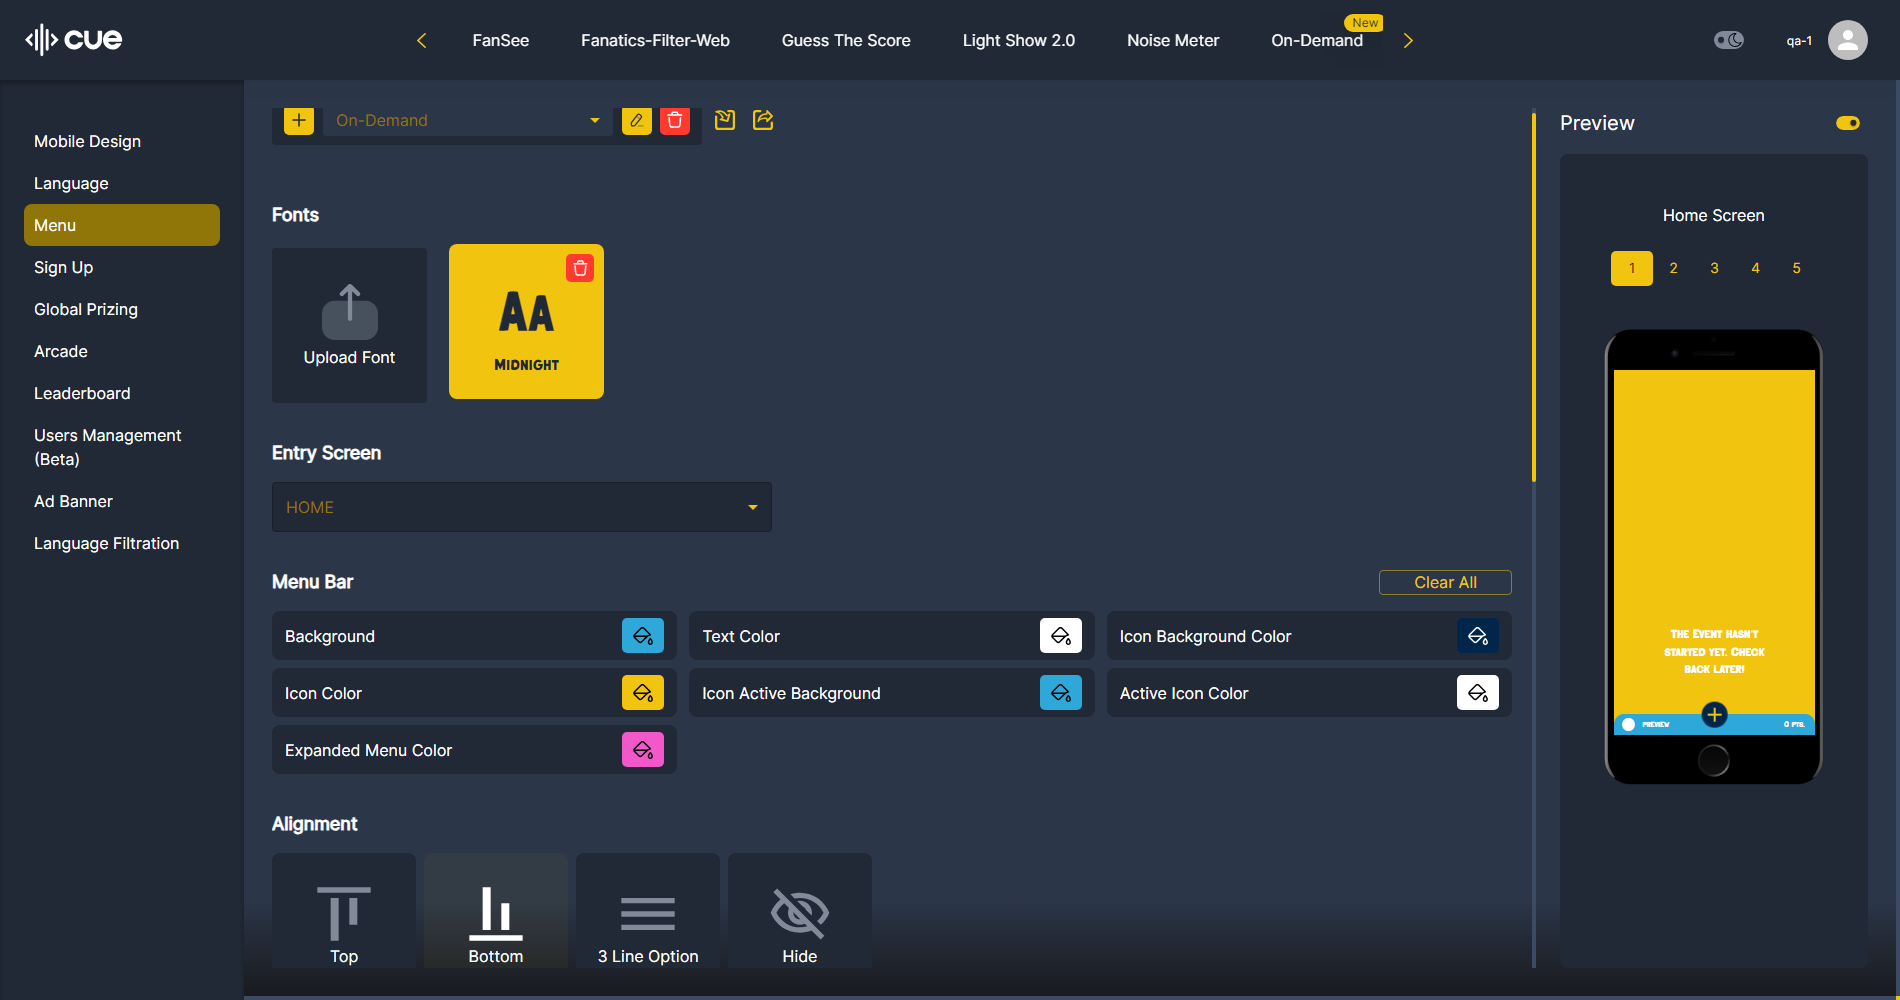 cue
FanSee
Fanatics-Filter-Web
Guess The Score
Light Show 2.0
Noise Meter
On-Demand
New
qa-1
Mobile Design
Language
Menu
Sign Up
Global Prizing
Arcade
Leaderboard
Users Management
(Beta)
Ad Banner
Language Filtration
On-Demand
Fonts
Upload Font
AA
MIDNIGHT
Entry Screen
HOME
Menu Bar
Clear All
Background
Text Color
Icon Background Color
Icon Color
Icon Active Background
Active Icon Color
Expanded Menu Color
Alignment
Top
Bottom
3 Line Option
Hide
Preview
Home Screen
1 2 3 4 5
THE EVENT HASN'T
STARTED YET. CHECK
BACK LATER!
PREVIEW
0 PTS.